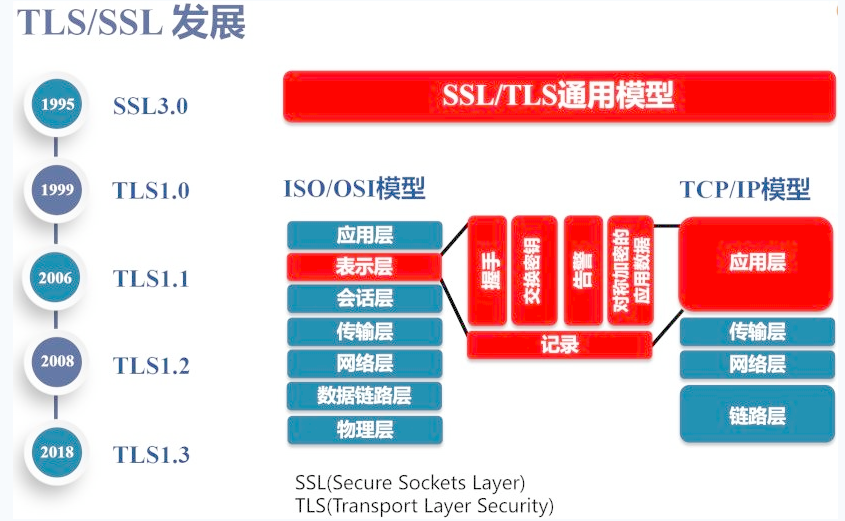 TLS/SSL 发展
1995
SSL3.0
1999
TLS1.0
2006
TLS1.1
2008
TLS1.2
2018
TLS1.3
SSL/TLS通用模型
ISO/OSI模型
应用层
表示层
会话层
传输层
网络层
数据链路层
物理层
握手
交换密钥
告警
对称加密的
应用数据
记录
TCP/IP模型
应用层
传输层
网络层
链路层
SSL(Secure Sockets Layer)
TLS(Transport Layer Security)